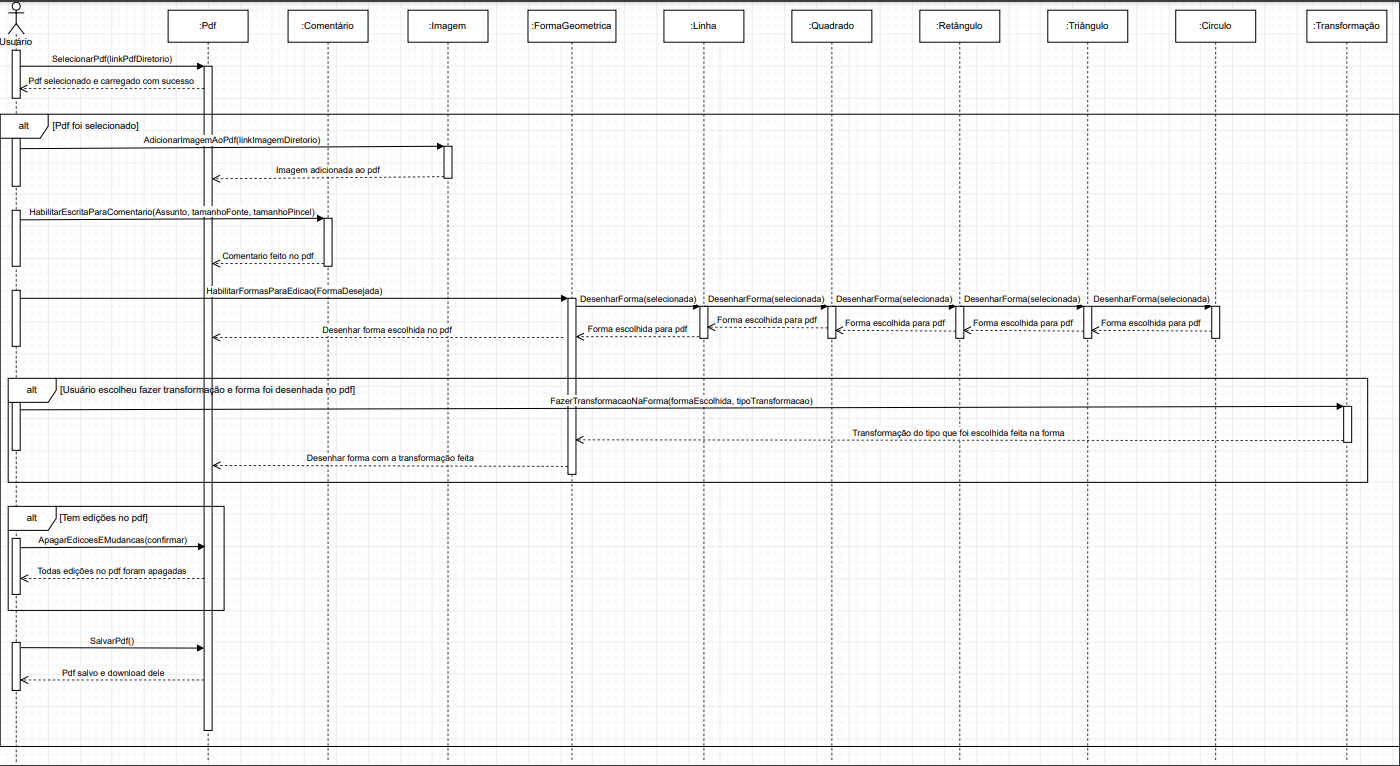 :Pdf
:Comentário
:Imagem
:FormaGeometrica
:Linha
:Quadrado
:Retângulo
:Triângulo
:Circulo
:Transformação
Usuário
SelecionarPdf(linkPdfDiretorio)
Pdf selecionado e carregado com sucesso
alt
[Pdf foi selecionado]
AdicionarImagemAoPdf(linkImagemDiretorio)
Imagem adicionada ao pdf
HabilitarEscritaParaComentario(Assunto, tamanhoFonte, tamanhoPincel)
Comentario feito no pdf
HabilitarFormasParaEdicao(FormaDesejada)
DesenharForma(selecionada)
DesenharForma(selecionada)
DesenharForma(selecionada)
DesenharForma(selecionada)
DesenharForma(selecionada)
Desenhar forma escolhida no pdf
Forma escolhida para pdf
Forma escolhida para pdf
Forma escolhida para pdf
Forma escolhida para pdf
Forma escolhida para pdf
alt
[Usuário escolheu fazer transformação e forma foi desenhada no pdf]
FazerTransformacaoNaForma(formaEscolhida, tipoTransformacao)
Transformação do tipo que foi escolhida feita na forma
Desenhar forma com a transformação feita
alt
[Tem edições no pdf]
ApagarEdicoesEMudancas(confirmar)
Todas edições no pdf foram apagadas
SalvarPdf()
Pdf salvo e download dele